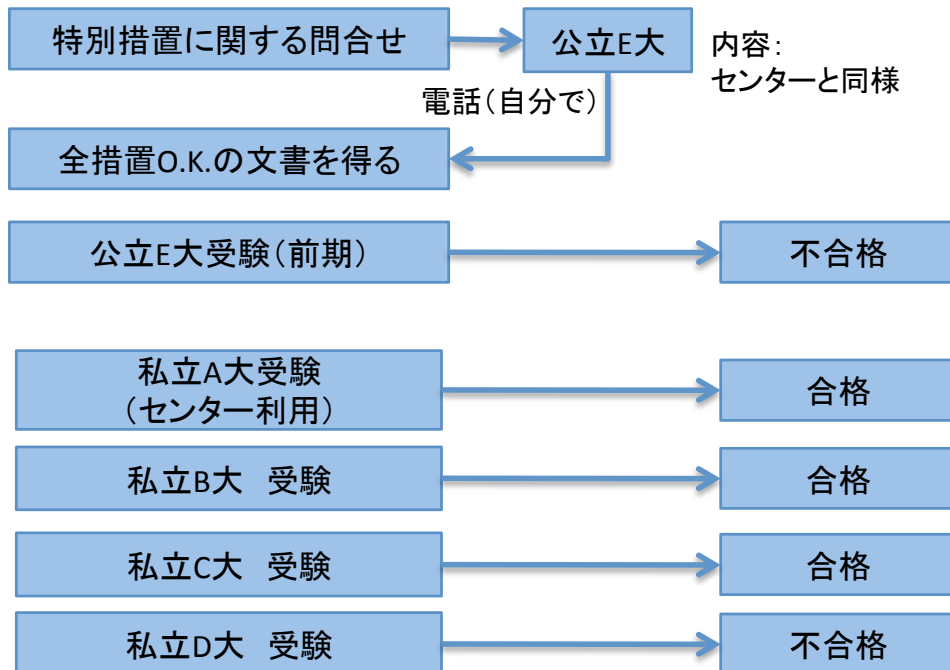 特別措置に関する問合せ
公立E大
内容：
センターと同様
電話（自分で）
全措置O.K.の文書を得る
公立E大受験（前期）
不合格
私立A大受験
（センター利用）
合格
私立B大　受験
合格
私立C大　受験
合格
私立D大　受験
不合格